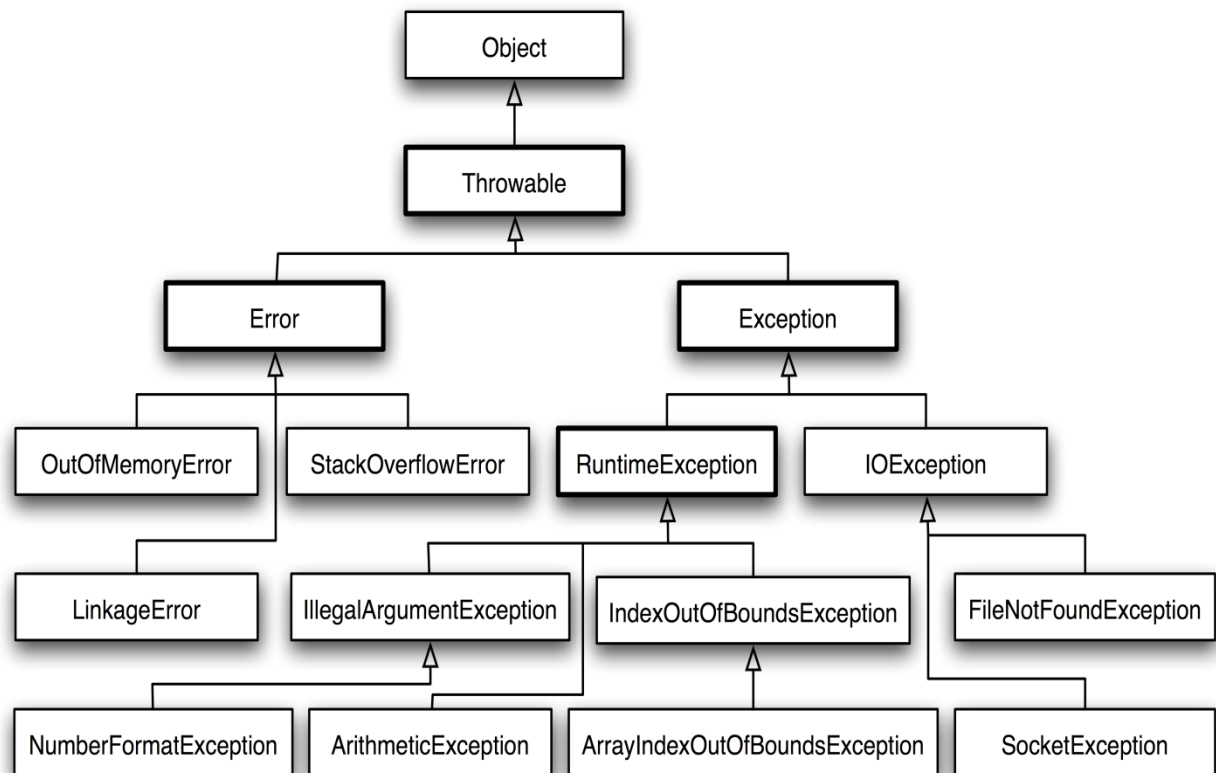 Object
Throwable
Error
Exception
OutOfMemoryError
StackOverflowError
RuntimeException
IOException
LinkageError
IllegalArgumentException
IndexOutOfBoundsException
FileNotFoundException
NumberFormatException
ArithmeticException
ArrayIndexOutOfBoundsException
SocketException